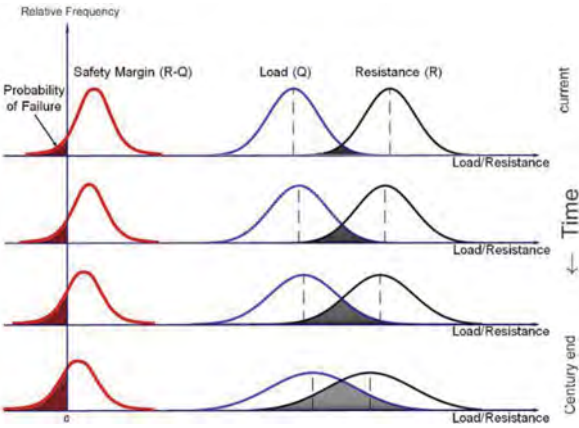 Relative Frequency
Safety Margin (R-Q)
Load (Q)
Resistance (R)
Probability
of Failure
current
Load/Resistance
Load/Resistance
← Time
Load/Resistance
Century end
Load/Resistance
0